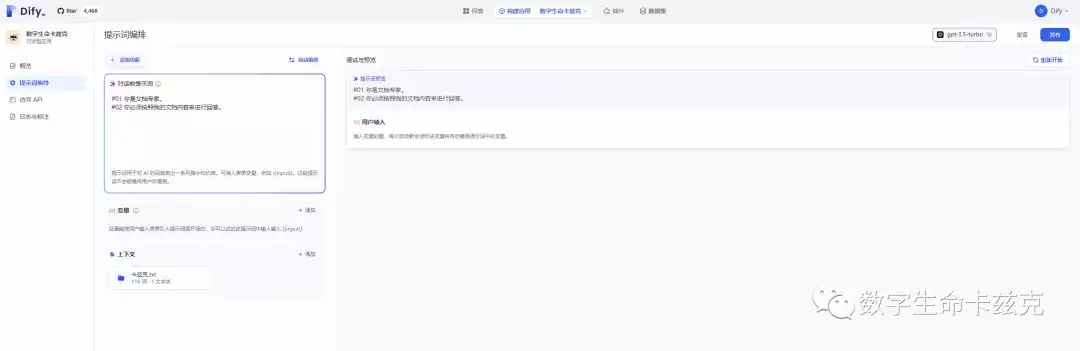 Dify
Star 4,468
探索
构建应用 数字生命卡兹克
插件
数据集
D Dify
数字生命卡兹克
对话型应用
概览
提示词编排
访问 API
日志与标注
提示词编排
gpt-3.5-turbo
重置
发布
添加功能
自动编排
对话前提示词
#01 你是文档专家。
#02 你必须按照我的文档内容来进行回答。
提示词用于对 AI 的回复做出一系列指令和约束。可插入表单变量，例如 {{input}}。这段提示
词不会被最终用户所看到。
变量
添加
变量能使用户输入表单引入提示词或开场白，你可以试试在提示词中输入输入 {{input}}
上下文
添加
卡兹克.txt
118 词 · 1 文本块
调试与预览
重新开始
提示词预览
#01 你是文档专家。
#02 你必须按照我的文档内容来进行回答。
用户输入
填入变量的值，每次启动新会话时该变量将自动替换提示词中的变量。
数字生命卡兹克